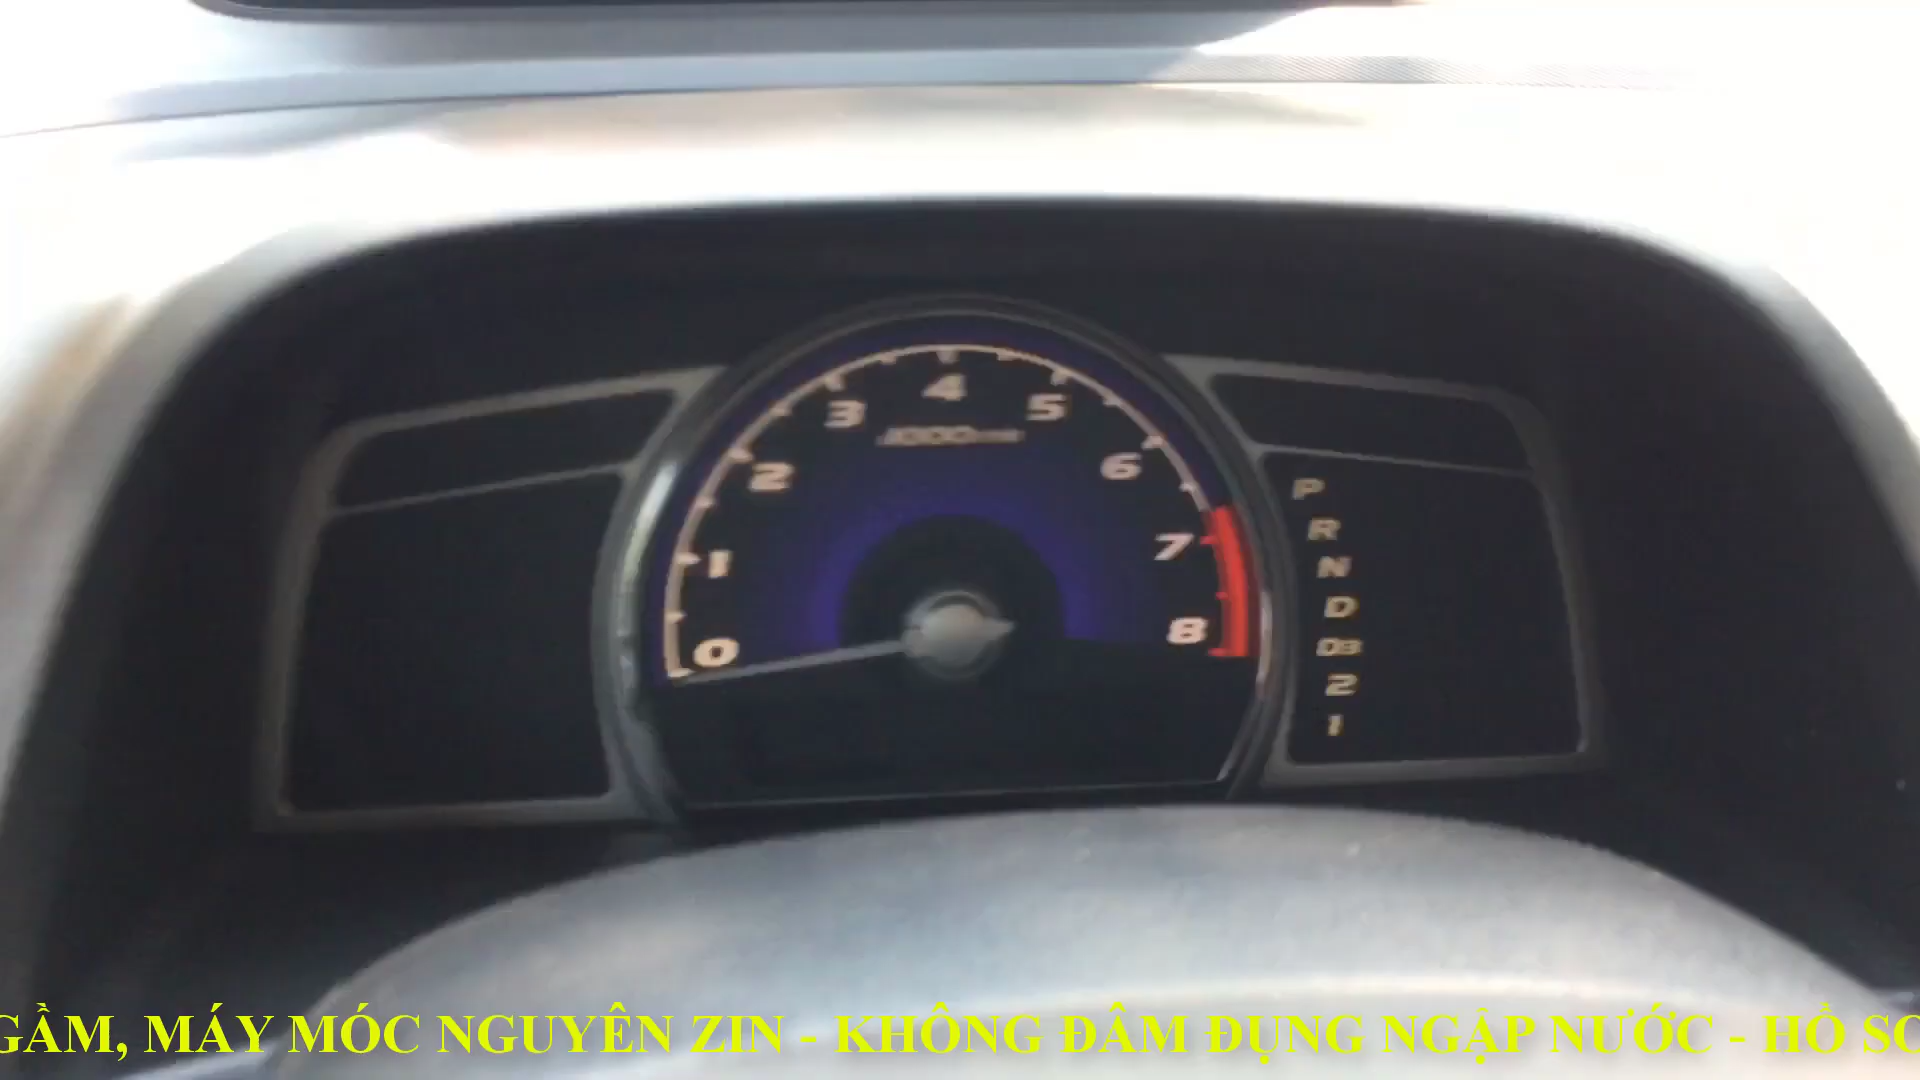 4
3
5
x1000r/min
2
6
P
R
1
7
N
D
0
8
D3
2
1
GẦM, MÁY MÓC NGUYÊN ZIN - KHÔNG ĐÂM ĐỤNG NGẬP NƯỚC - HỒ SƠ